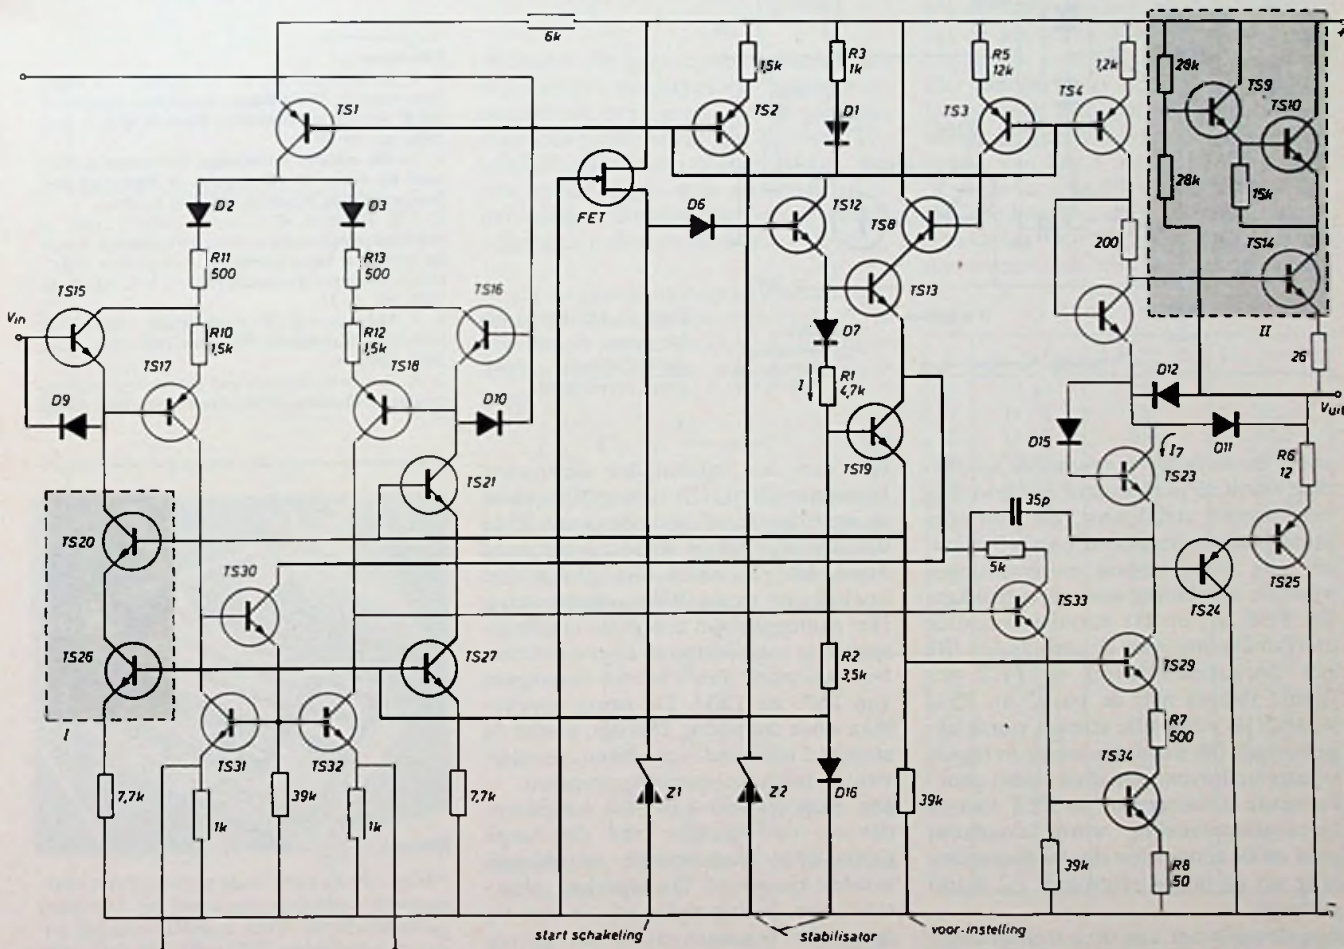 6k
+
R3
1k
R5
12k
1,5k
1,2k
28k
TS9
TS10
TS1
TS2
D1
TS3
TS4
28k
15k
FET
D6
TS12
TS8
D2
D3
200
TS14
R11
500
R13
500
TS13
II
TS15
TS16
D7
V_in
R10
1,5k
R12
1,5k
26
TS17
TS18
I
R1
4,7k
D12
D9
D10
V_uit
D15
I7
D11
TS19
TS23
R6
12
TS21
35p
TS20
5k
TS30
TS33
TS24
TS25
TS26
TS27
R2
3,5k
TS29
I
TS31
TS32
R7
500
TS34
7,7k
39k
7,7k
Z1
Z2
D16
39k
1k
1k
39k
R8
50
start schakeling
stabilisator
voor-instelling